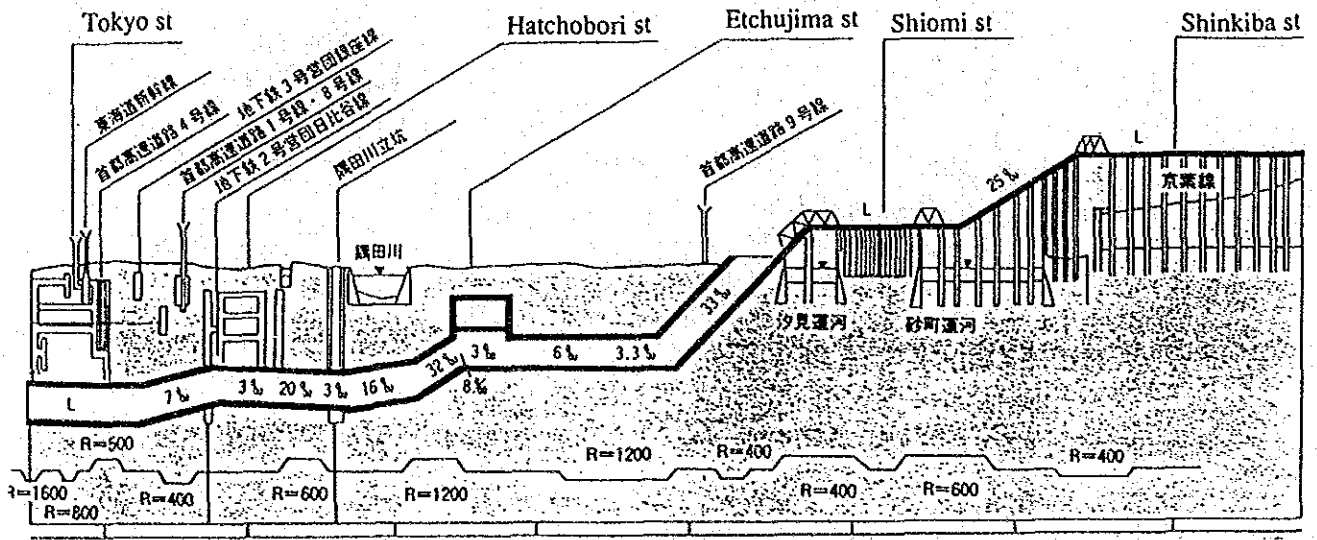 Tokyo st
Hatchobori st
Etchujima st
Shiomi st
Shinkiba st
東海道新幹線
首都高速道路4号線
地下鉄3号営団銀座線
首都高速道路1号線・8号線
地下鉄2号営団日比谷線
隅田川立坑
首都高速道路9号線
隅田川
L
25‰
L
京葉線
汐見運河
砂町運河
33‰
L
7‰
3‰
20‰
3‰
16‰
32‰
3‰
8‰
6‰
3.3‰
R=500
R=1600
R=800
R=400
R=600
R=1200
R=1200
R=400
R=400
R=600
R=400